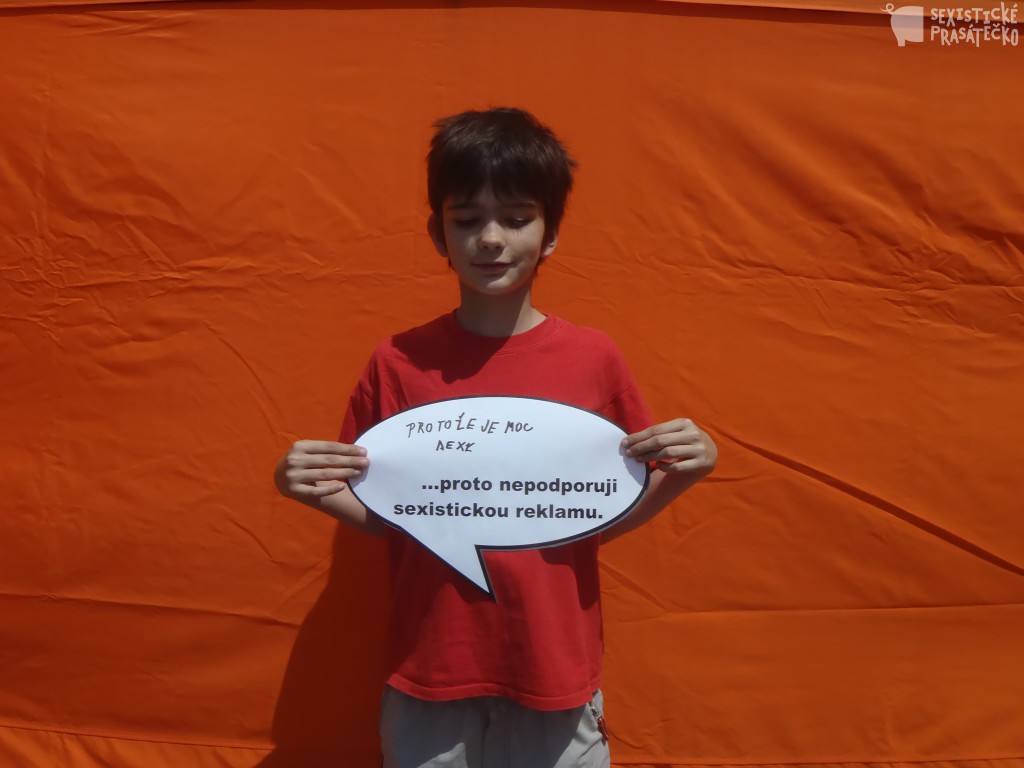 SEXISTICKÉ
PRASÁTEČKO
PROTOŽE JE MOC
...proto nepodporuji
sexistickou reklamu.